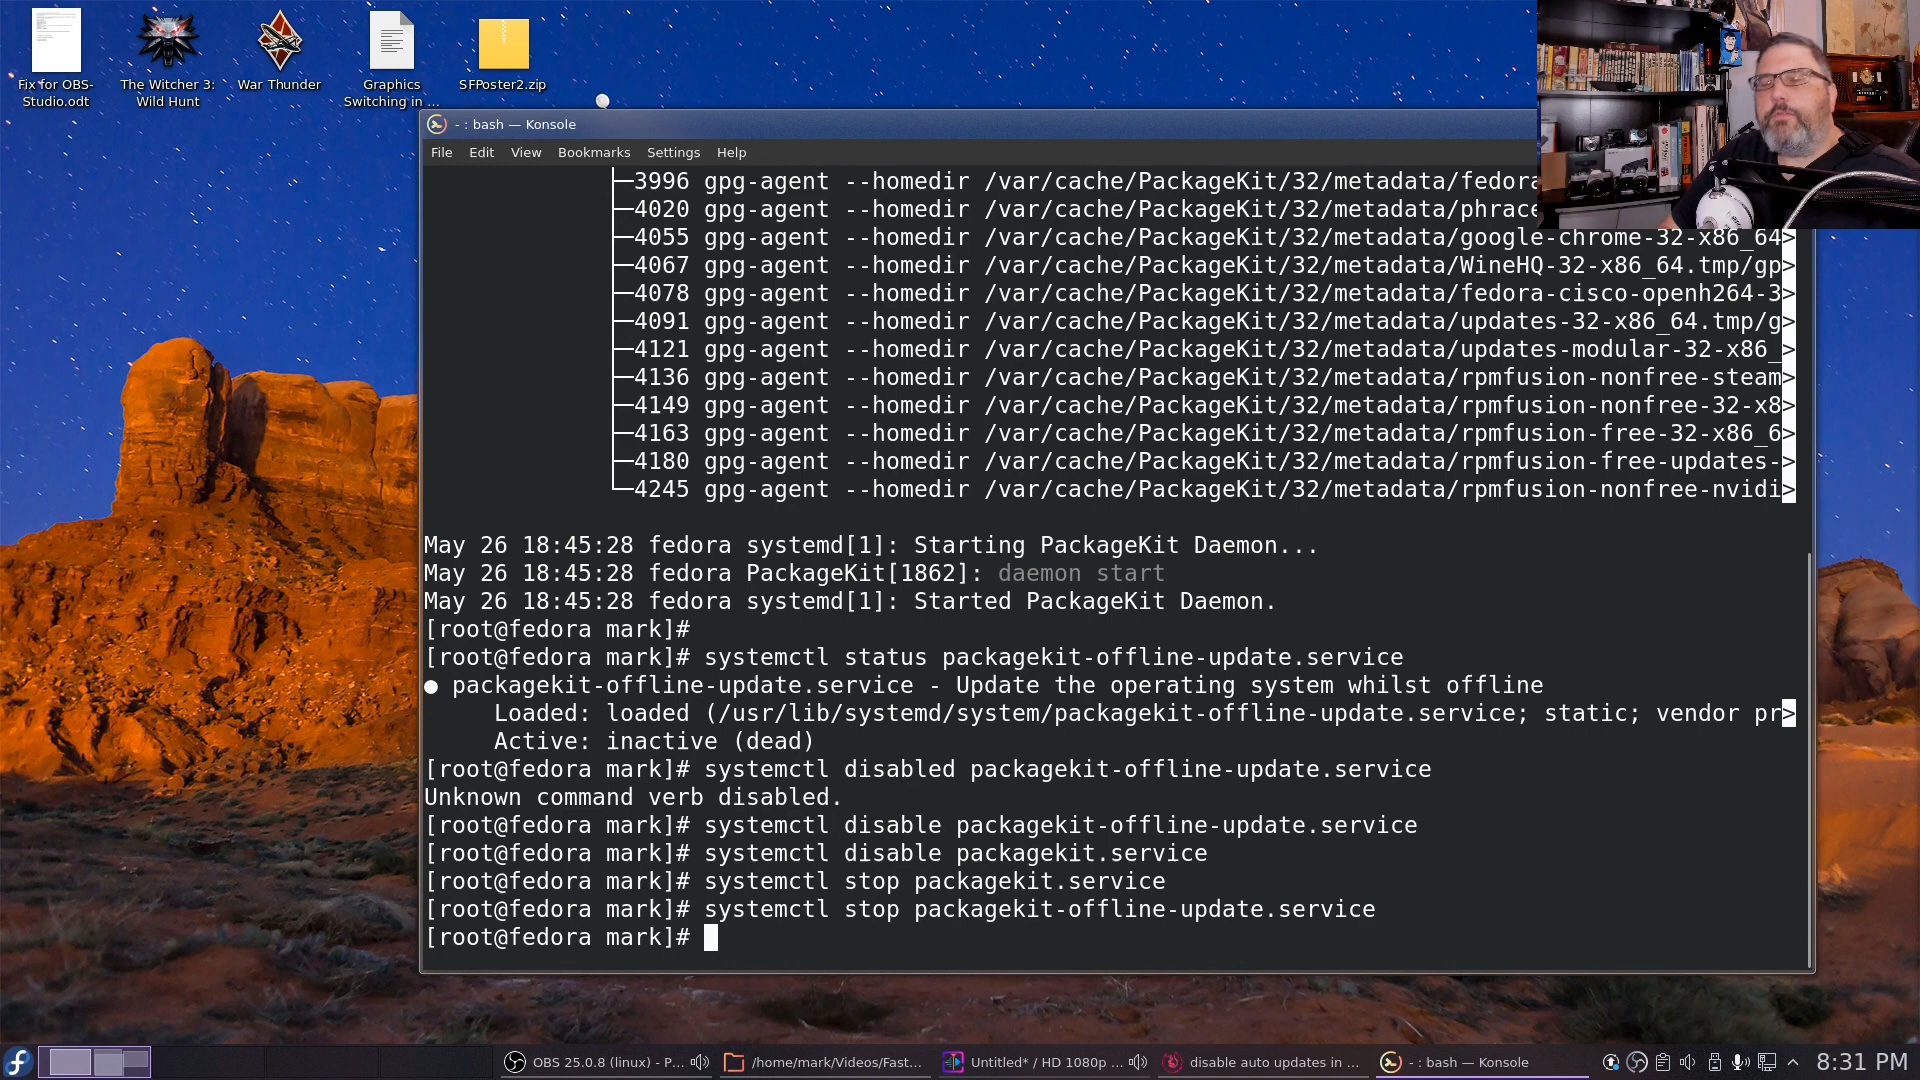 Fix for OBS-
Studio.odt
The Witcher 3:
Wild Hunt
War Thunder
Graphics
Switching in ...
SFPoster2.zip
- : bash — Konsole
File Edit View Bookmarks Settings Help
├─3996 gpg-agent --homedir /var/cache/PackageKit/32/metadata/fedora
├─4020 gpg-agent --homedir /var/cache/PackageKit/32/metadata/phrace
├─4055 gpg-agent --homedir /var/cache/PackageKit/32/metadata/google-chrome-32-x86_64>
├─4067 gpg-agent --homedir /var/cache/PackageKit/32/metadata/WineHQ-32-x86_64.tmp/gp>
├─4078 gpg-agent --homedir /var/cache/PackageKit/32/metadata/fedora-cisco-openh264-3>
├─4091 gpg-agent --homedir /var/cache/PackageKit/32/metadata/updates-32-x86_64.tmp/g>
├─4121 gpg-agent --homedir /var/cache/PackageKit/32/metadata/updates-modular-32-x86_>
├─4136 gpg-agent --homedir /var/cache/PackageKit/32/metadata/rpmfusion-nonfree-steam>
├─4149 gpg-agent --homedir /var/cache/PackageKit/32/metadata/rpmfusion-nonfree-32-x8>
├─4163 gpg-agent --homedir /var/cache/PackageKit/32/metadata/rpmfusion-free-32-x86_6>
├─4180 gpg-agent --homedir /var/cache/PackageKit/32/metadata/rpmfusion-free-updates->
└─4245 gpg-agent --homedir /var/cache/PackageKit/32/metadata/rpmfusion-nonfree-nvidi>
May 26 18:45:28 fedora systemd[1]: Starting PackageKit Daemon...
May 26 18:45:28 fedora PackageKit[1862]: daemon start
May 26 18:45:28 fedora systemd[1]: Started PackageKit Daemon.
[root@fedora mark]#
[root@fedora mark]# systemctl status packagekit-offline-update.service
● packagekit-offline-update.service - Update the operating system whilst offline
Loaded: loaded (/usr/lib/systemd/system/packagekit-offline-update.service; static; vendor pr>
Active: inactive (dead)
[root@fedora mark]# systemctl disabled packagekit-offline-update.service
Unknown command verb disabled.
[root@fedora mark]# systemctl disable packagekit-offline-update.service
[root@fedora mark]# systemctl disable packagekit.service
[root@fedora mark]# systemctl stop packagekit.service
[root@fedora mark]# systemctl stop packagekit-offline-update.service
[root@fedora mark]#
OBS 25.0.8 (linux) - P... /home/mark/Videos/Fast... Untitled* / HD 1080p ... disable auto updates in ... - : bash — Konsole 8:31 PM